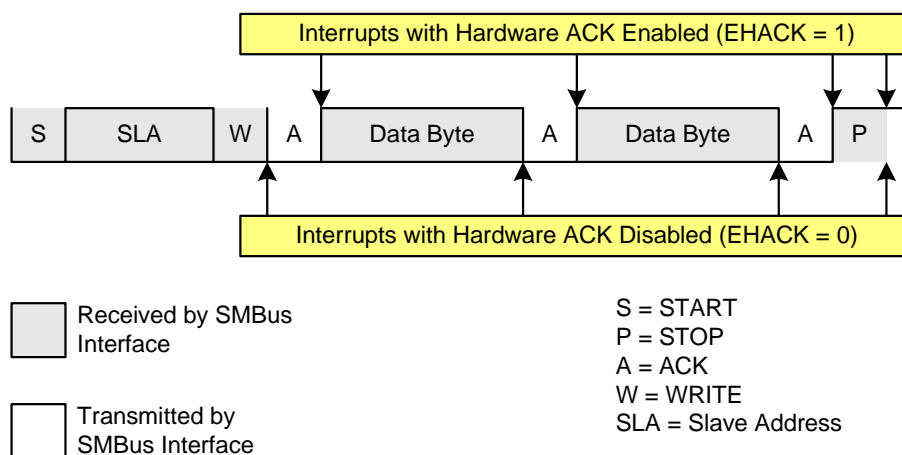 Interrupts with Hardware ACK Enabled (EHACK = 1)
S SLA W A Data Byte A Data Byte A P
Interrupts with Hardware ACK Disabled (EHACK = 0)
Received by SMBus
Interface
Transmitted by
SMBus Interface
S = START
P = STOP
A = ACK
W = WRITE
SLA = Slave Address